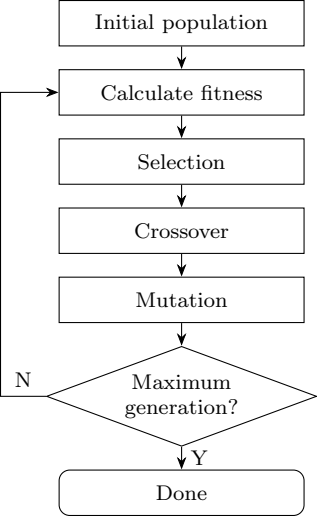 Initial population
Calculate fitness
Selection
Crossover
Mutation
N
Maximum
generation?
Y
Done